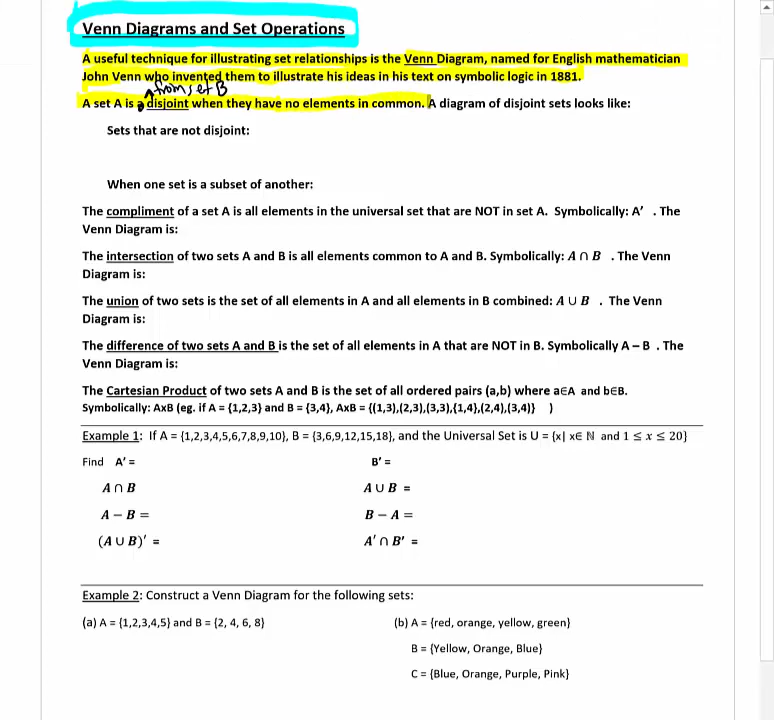 Venn Diagrams and Set Operations
A useful technique for illustrating set relationships is the Venn Diagram, named for English mathematician
John Venn who invented them to illustrate his ideas in his text on symbolic logic in 1881.
from set B
A set A is disjoint when they have no elements in common. A diagram of disjoint sets looks like:
Sets that are not disjoint:
When one set is a subset of another:
The compliment of a set A is all elements in the universal set that are NOT in set A. Symbolically: A′ . The
Venn Diagram is:
The intersection of two sets A and B is all elements common to A and B. Symbolically: A ∩ B . The Venn
Diagram is:
The union of two sets is the set of all elements in A and all elements in B combined: A ∪ B . The Venn
Diagram is:
The difference of two sets A and B is the set of all elements in A that are NOT in B. Symbolically A – B . The
Venn Diagram is:
The Cartesian Product of two sets A and B is the set of all ordered pairs (a,b) where a∈A and b∈B.
Symbolically: AxB (eg. if A = {1,2,3} and B = {3,4}, AxB = {(1,3),(2,3),(3,3),{1,4},(2,4),(3,4)} )
Example 1: If A = {1,2,3,4,5,6,7,8,9,10}, B = {3,6,9,12,15,18}, and the Universal Set is U = {x| x∈ ℕ and 1 ≤ x ≤ 20}
Find A′ = B′ =
A ∩ B A ∪ B =
A − B = B − A =
(A ∪ B)′ = A′ ∩ B′ =
Example 2: Construct a Venn Diagram for the following sets:
(a) A = {1,2,3,4,5} and B = {2, 4, 6, 8} (b) A = {red, orange, yellow, green}
B = {Yellow, Orange, Blue}
C = {Blue, Orange, Purple, Pink}